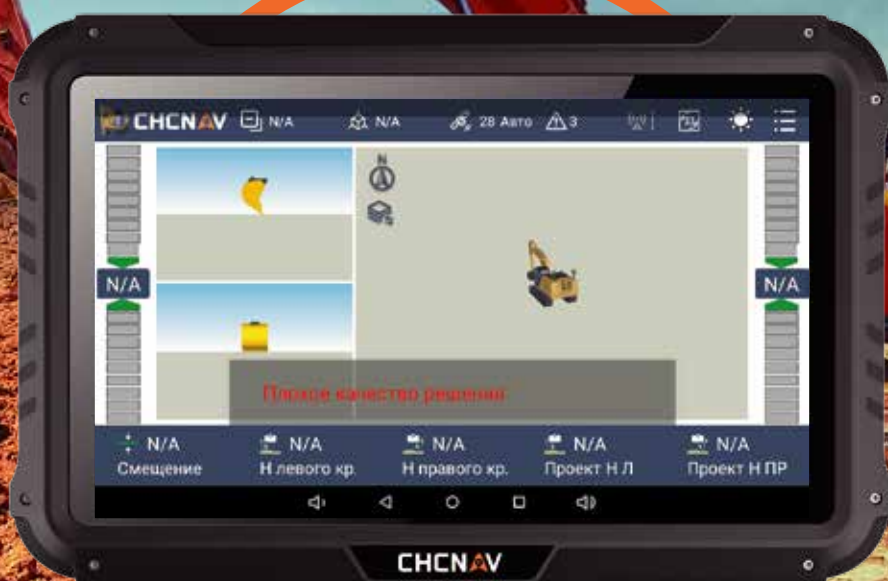 CHCNAV N/A N/A 28 Авто 3
N
N/A N/A
Плохое качество решения
N/A N/A N/A N/A N/A
Смещение Н левого кр. Н правого кр. Проект Н Л Проект Н ПР
CHCNAV